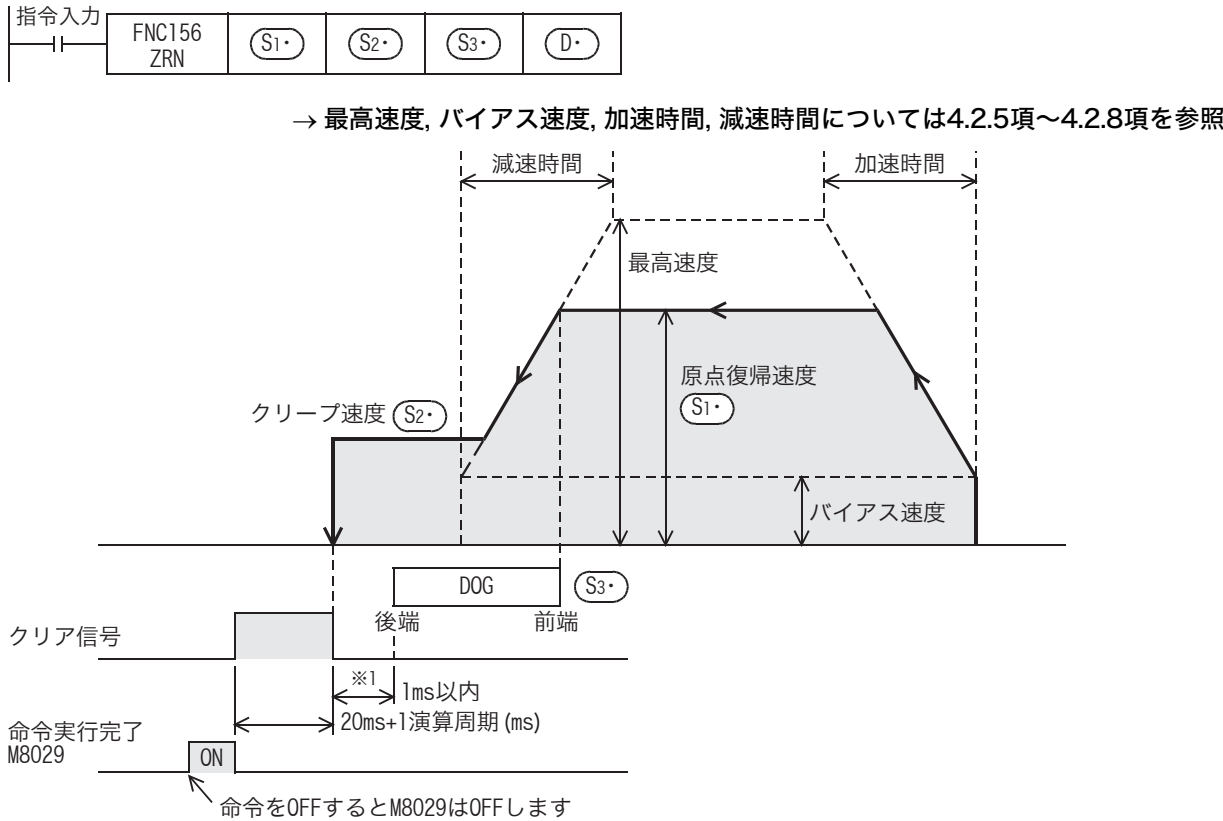 指令入力
FNC156
ZRN
S1・
S2・
S3・
D・
→ 最高速度, バイアス速度, 加速時間, 減速時間については4.2.5項～4.2.8項を参照
減速時間
加速時間
最高速度
原点復帰速度
S1・
クリープ速度 S2・
バイアス速度
DOG
S3・
後端
前端
クリア信号
※1
1ms以内
20ms+1演算周期 (ms)
命令実行完了
M8029
ON
命令をOFFするとM8029はOFFします